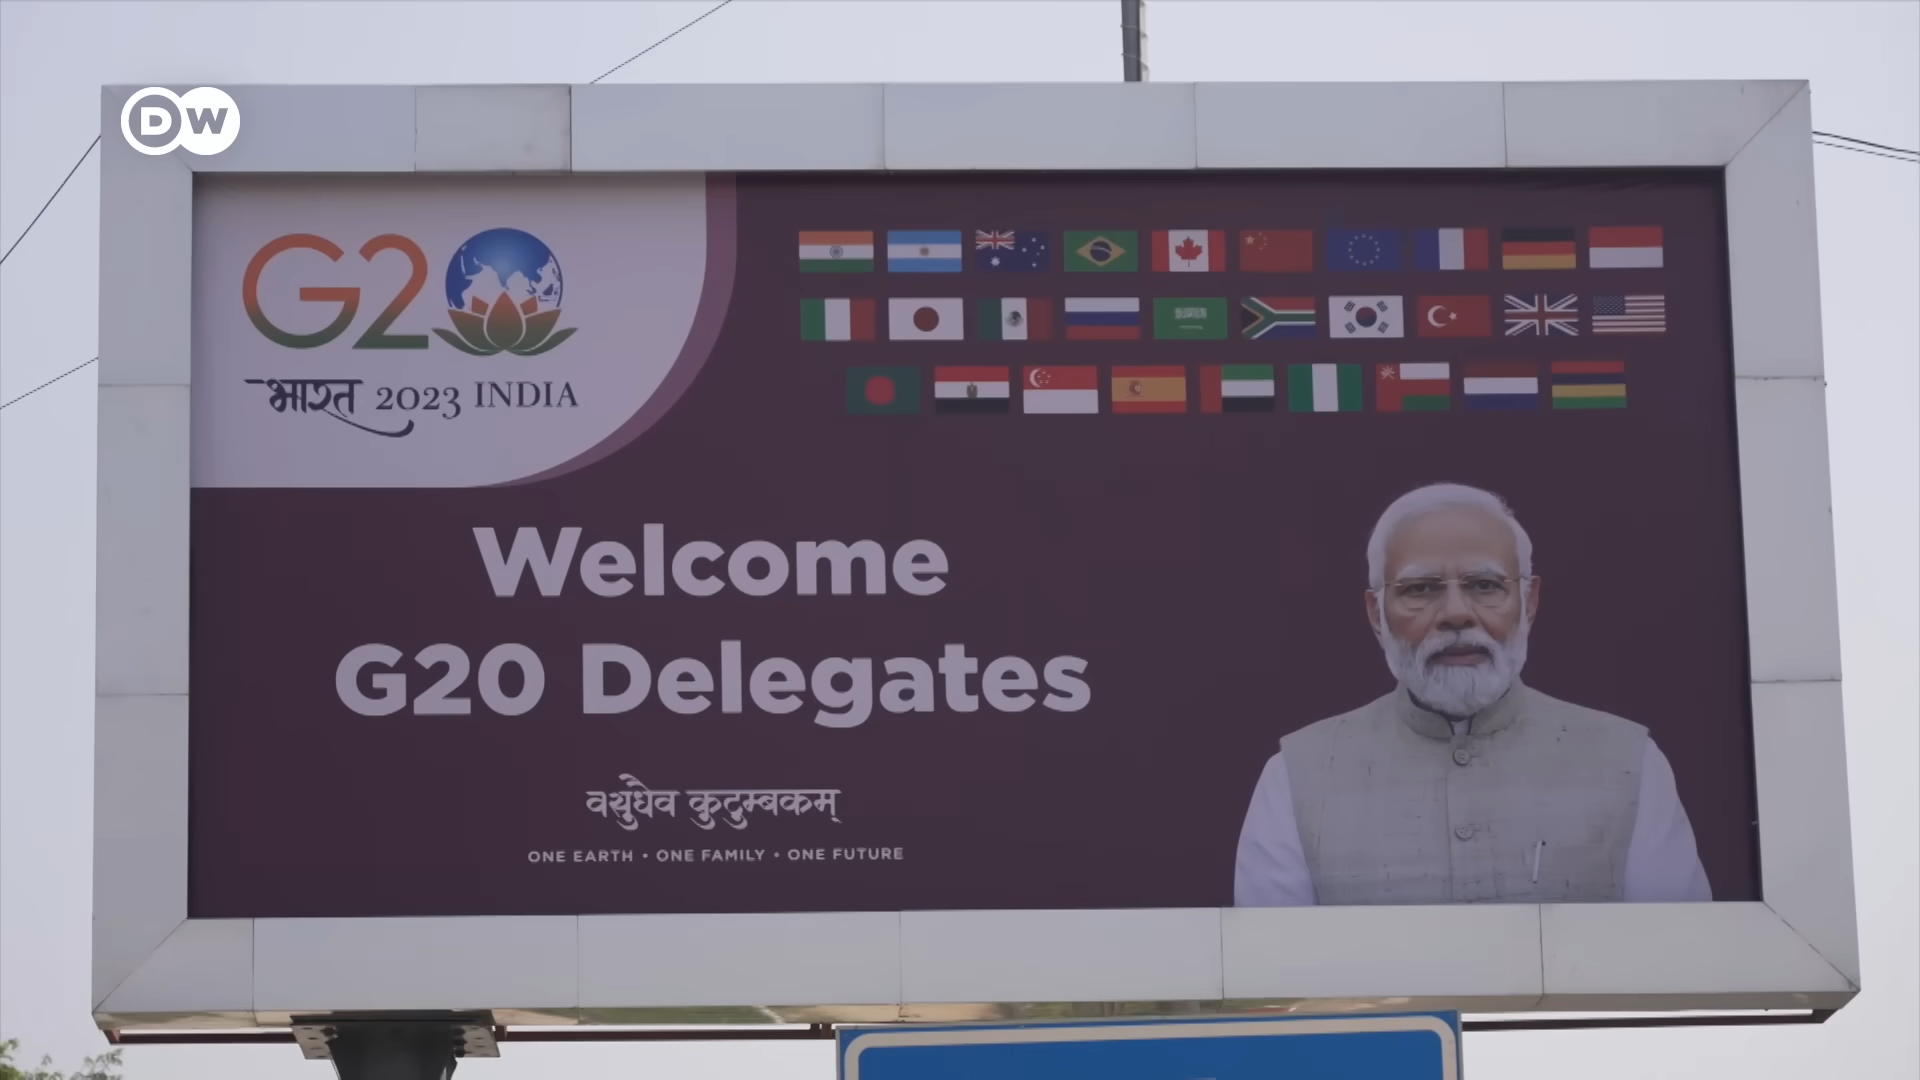 DW
G20
भारत 2023 INDIA
Welcome
G20 Delegates
वसुधैव कुटुम्बकम्
ONE EARTH • ONE FAMILY • ONE FUTURE